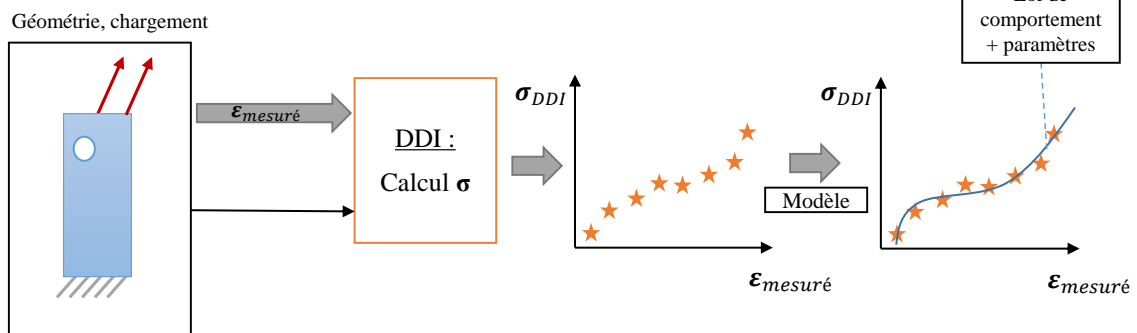 comportement
+ paramètres
Géométrie, chargement
ε_mesuré
DDI :
Calcul σ
σ_DDI
ε_mesuré
Modèle
σ_DDI
ε_mesuré